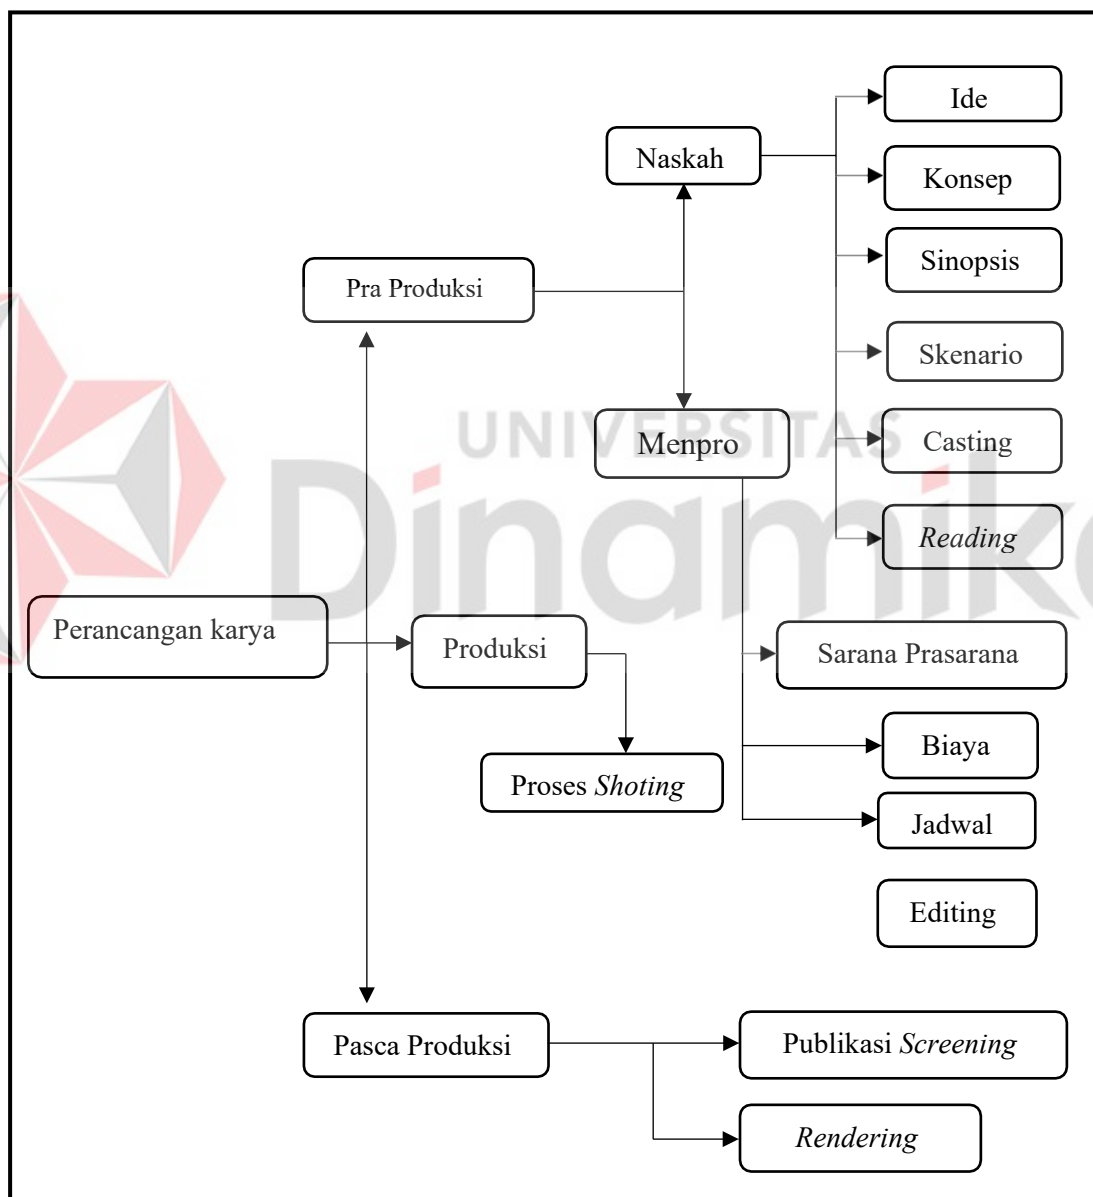 Ide
Naskah
Konsep
Sinopsis
Pra Produksi
Skenario
UNIVERSITAS
Dinamika
Menpro
Casting
Reading
Perancangan karya
Produksi
Sarana Prasarana
Biaya
Proses Shoting
Jadwal
Editing
Pasca Produksi
Publikasi Screening
Rendering